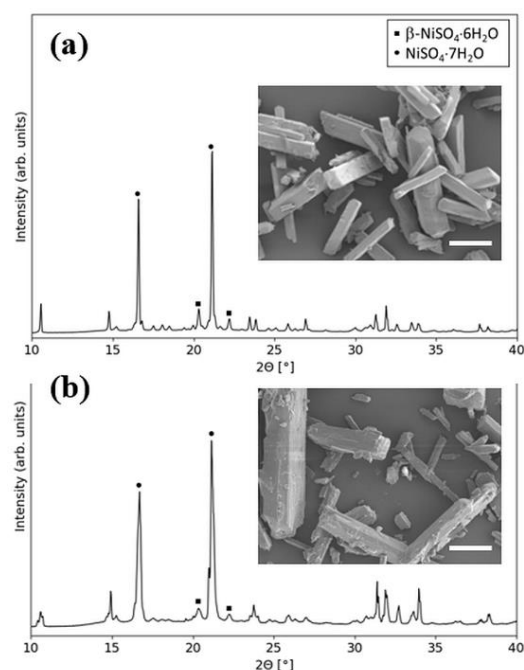 (a)
■ β-NiSO₄·6H₂O
● NiSO₄·7H₂O
Intensity (arb. units)
10 15 20 25 30 35 40
2Θ [°]
(b)
Intensity (arb. units)
10 15 20 25 30 35 40
2Θ [°]